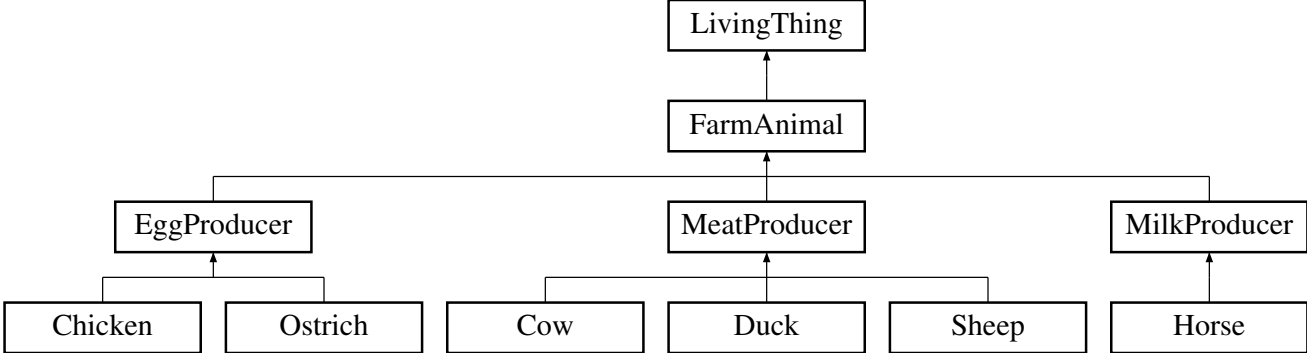 LivingThing
FarmAnimal
EggProducer
MeatProducer
MilkProducer
Chicken
Ostrich
Cow
Duck
Sheep
Horse